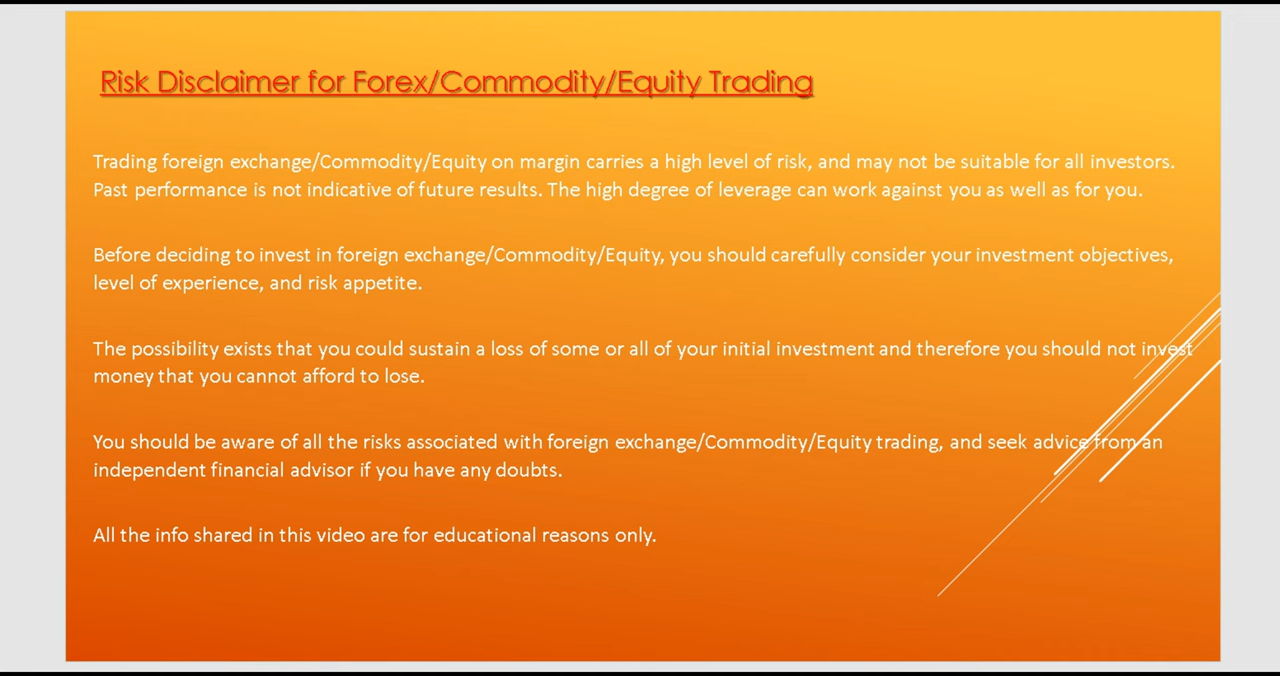 Risk Disclaimer for Forex/Commodity/Equity Trading
Trading foreign exchange/Commodity/Equity on margin carries a high level of risk, and may not be suitable for all investors.
Past performance is not indicative of future results. The high degree of leverage can work against you as well as for you.
Before deciding to invest in foreign exchange/Commodity/Equity, you should carefully consider your investment objectives,
level of experience, and risk appetite.
The possibility exists that you could sustain a loss of some or all of your initial investment and therefore you should not invest
money that you cannot afford to lose.
You should be aware of all the risks associated with foreign exchange/Commodity/Equity trading, and seek advice from an
independent financial advisor if you have any doubts.
All the info shared in this video are for educational reasons only.